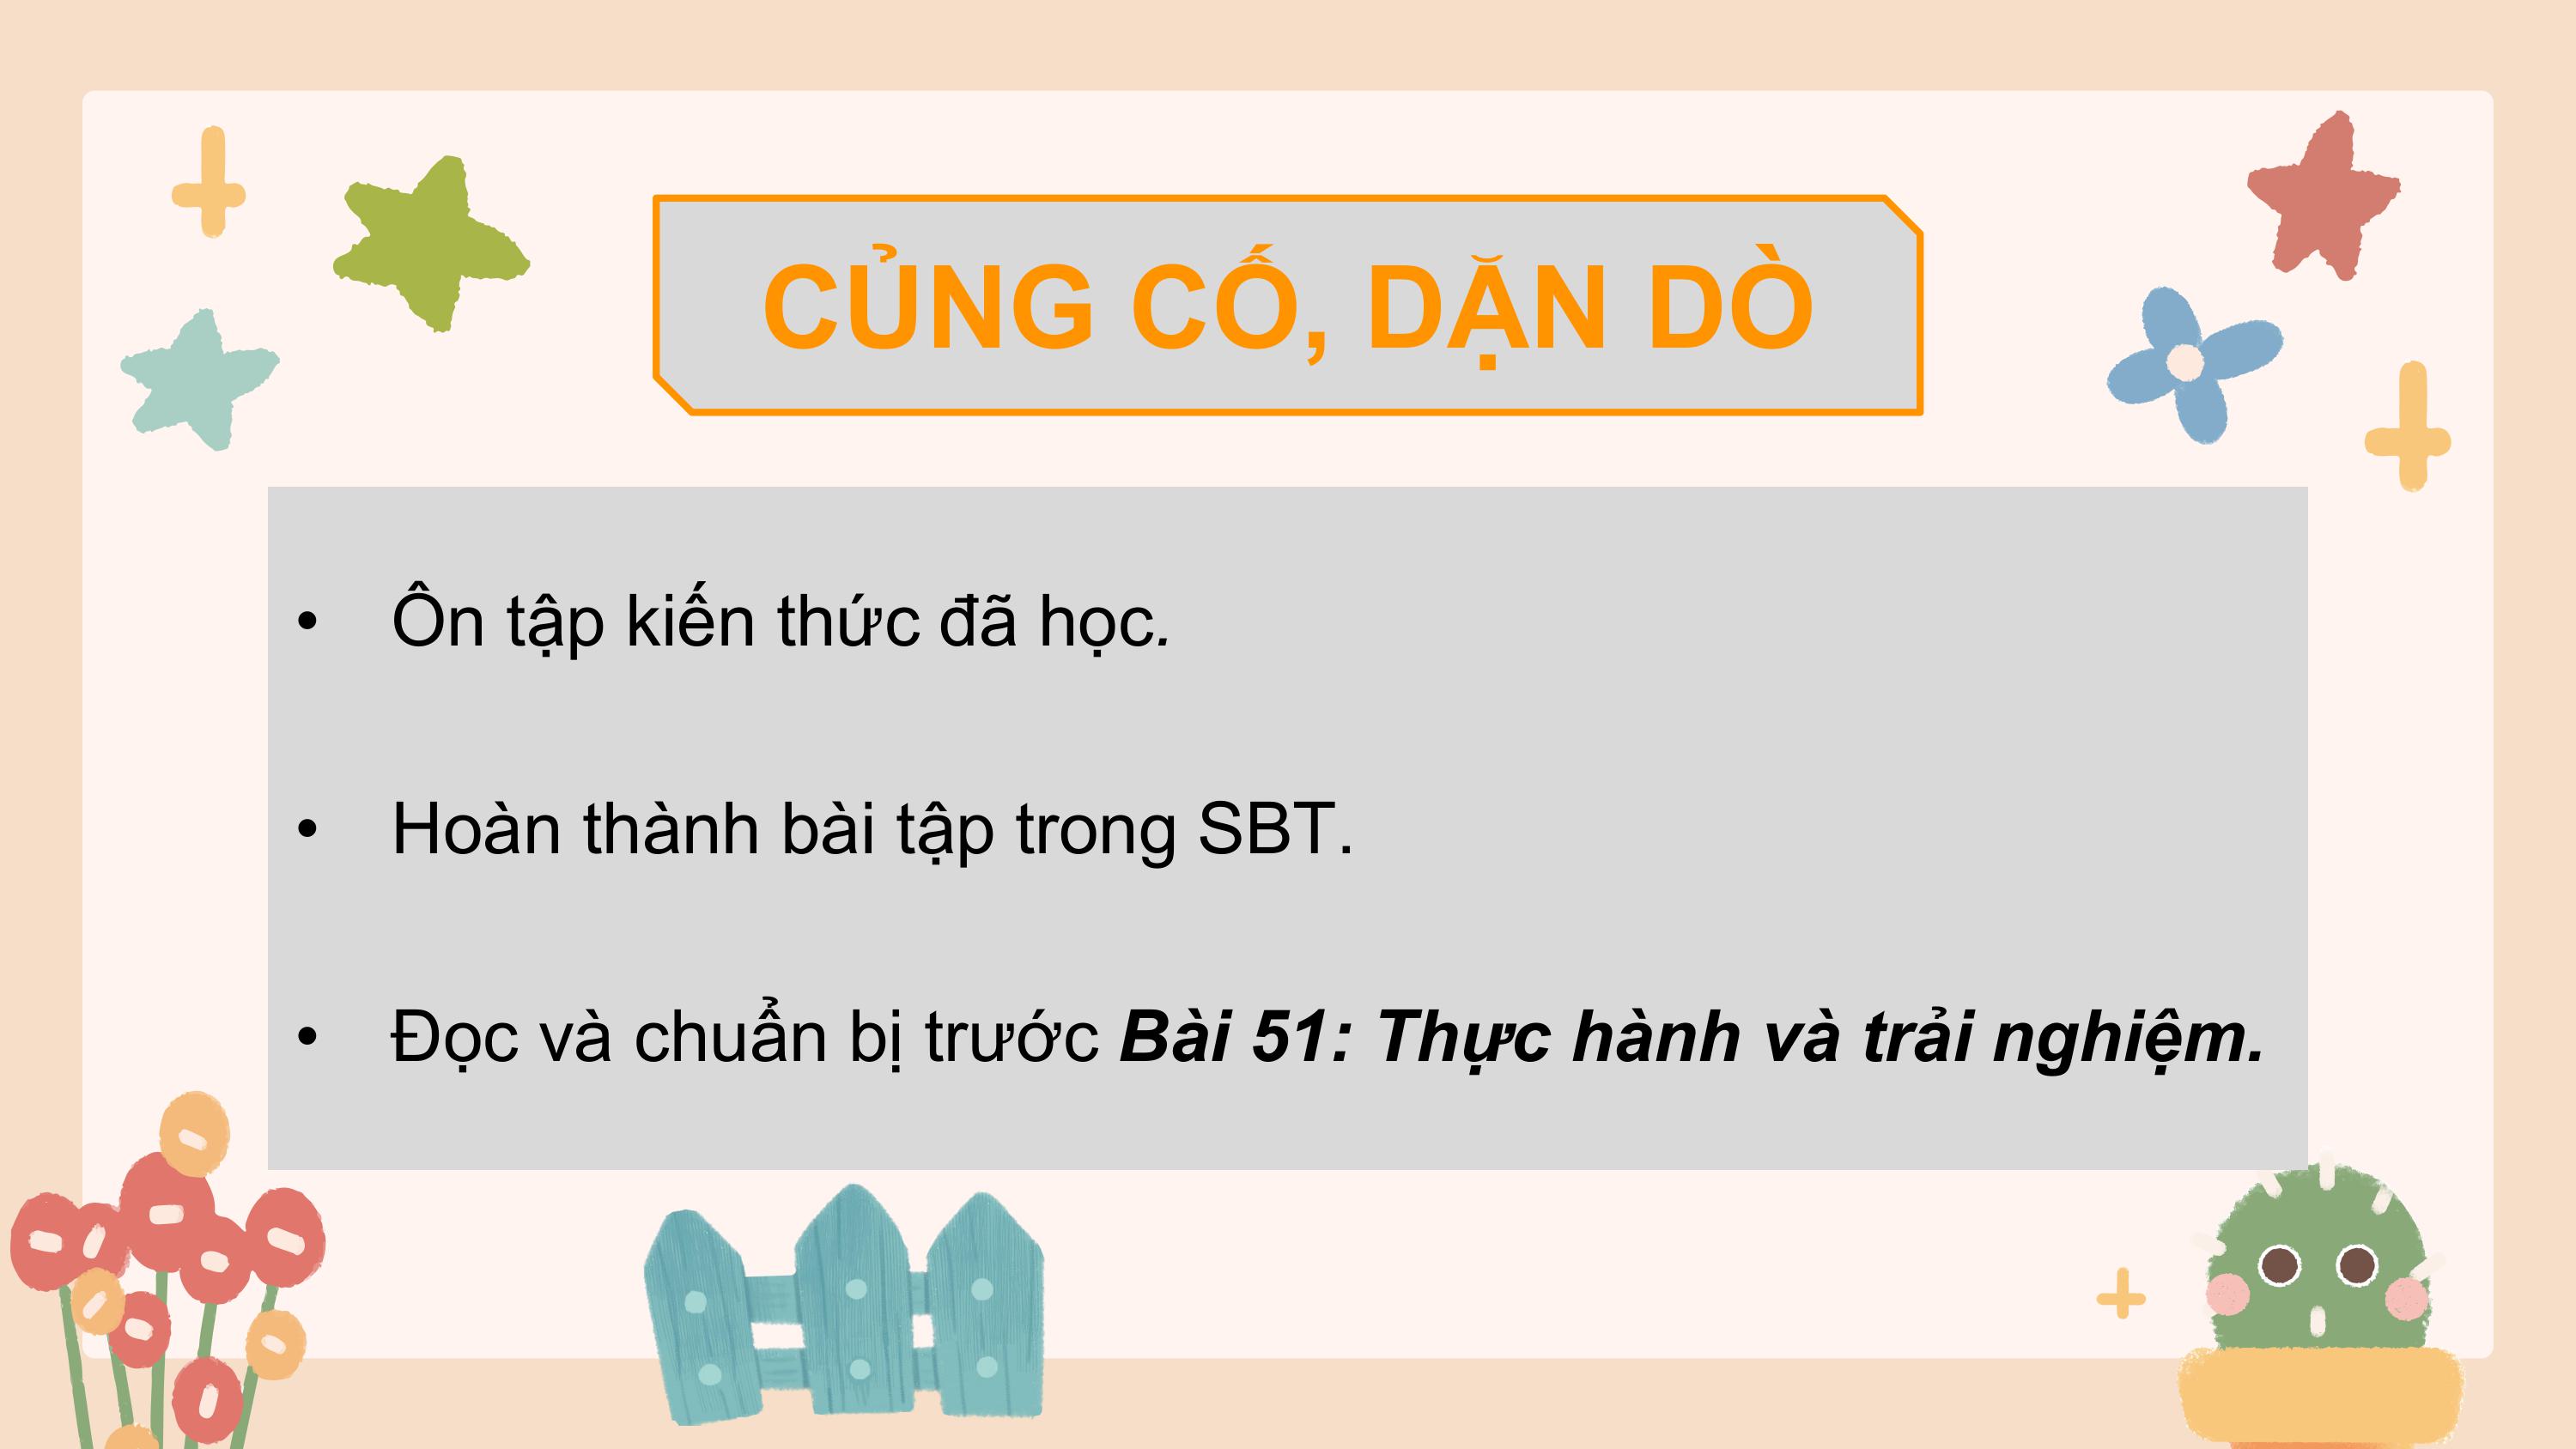 CỦNG CỐ, DẶN DÒ
• Ôn tập kiến thức đã học.
• Hoàn thành bài tập trong SBT.
• Đọc và chuẩn bị trước Bài 51: Thực hành và trải nghiệm.